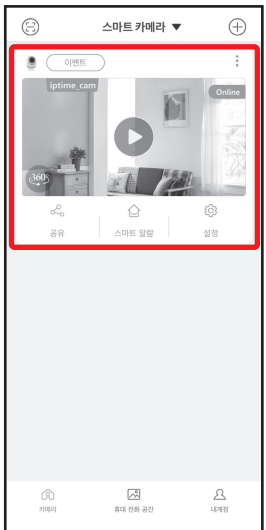 스마트 카메라 ▼
이벤트
iptime_cam
Online
360°
공유
스마트 알람
설정
카메라
휴대 전화 공간
내계정